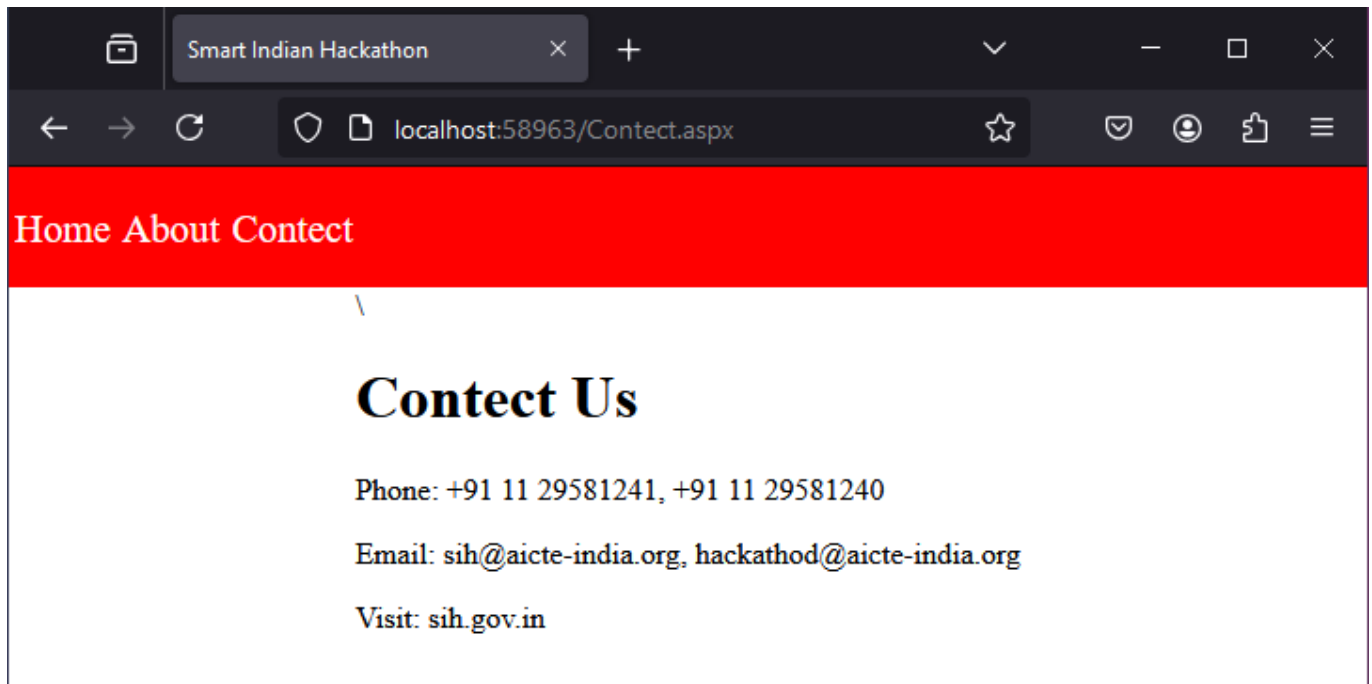 Smart Indian Hackathon
localhost:58963/Contect.aspx
Home About Contect
\
Contect Us
Phone: +91 11 29581241, +91 11 29581240
Email: sih@aicte-india.org, hackathod@aicte-india.org
Visit: sih.gov.in